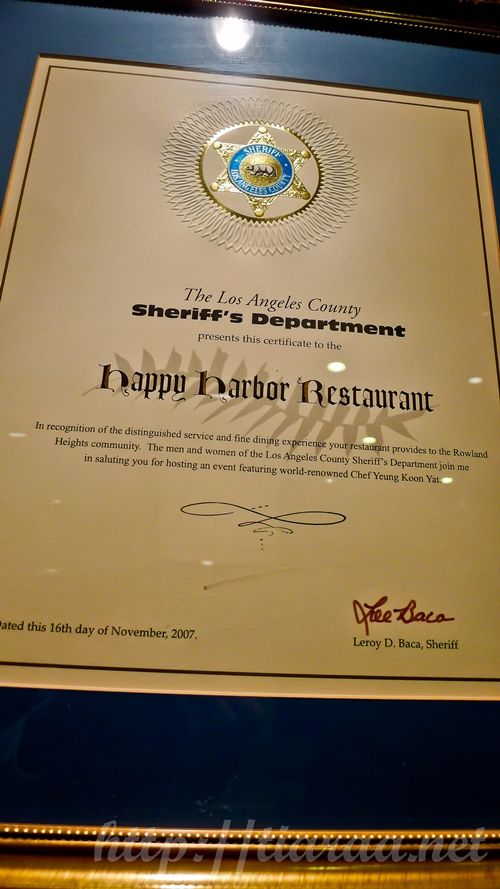 SHERIFF
LOS ANGELES COUNTY
The Los Angeles County
Sheriff's Department
presents this certificate to the
Happy Harbor Restaurant
In recognition of the distinguished service and fine dining experience your restaurant provides to the Rowland
Heights community. The men and women of the Los Angeles County Sheriff's Department join me
in saluting you for hosting an event featuring world-renowned Chef Yeung Koon Yat.
Lee Baca
ated this 16th day of November, 2007.
Leroy D. Baca, Sheriff
http://tiaraa.net